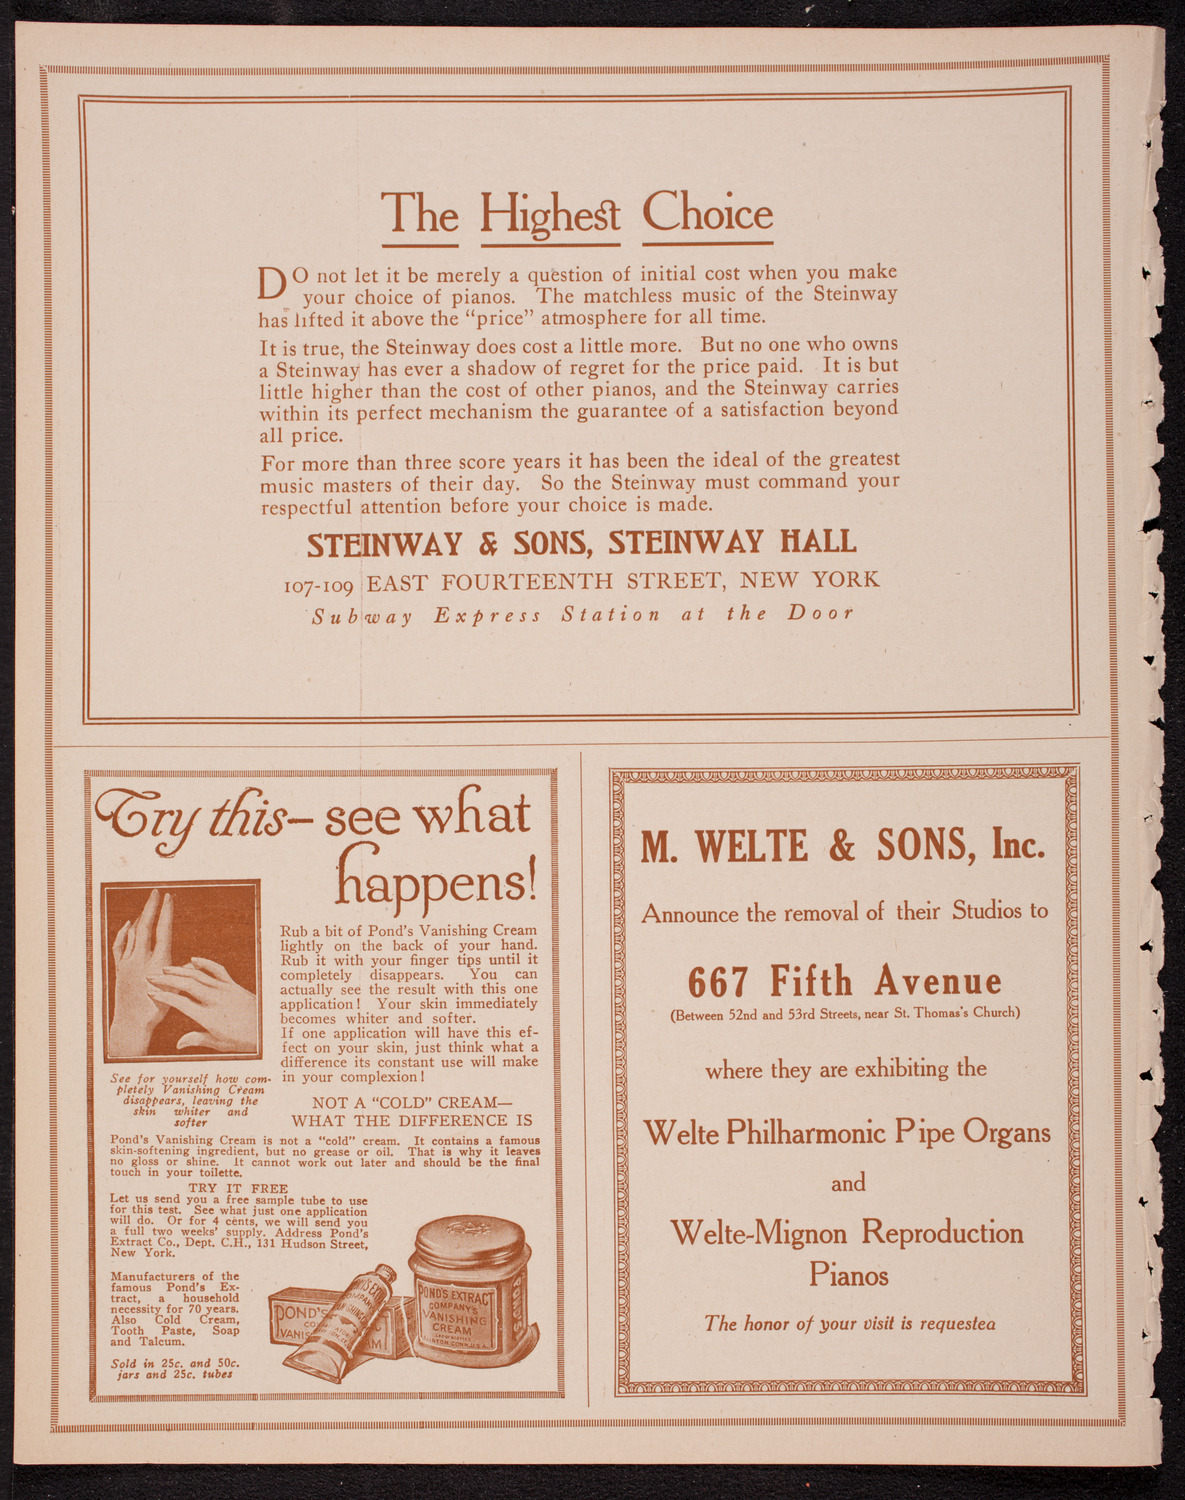 The Highest Choice
DO not let it be merely a question of initial cost when you make
your choice of pianos. The matchless music of the Steinway
has lifted it above the "price" atmosphere for all time.
It is true, the Steinway does cost a little more. But no one who owns
a Steinway has ever a shadow of regret for the price paid. It is but
little higher than the cost of other pianos, and the Steinway carries
within its perfect mechanism the guarantee of a satisfaction beyond
all price.
For more than three score years it has been the ideal of the greatest
music masters of their day. So the Steinway must command your
respectful attention before your choice is made.
STEINWAY & SONS, STEINWAY HALL
107-109 EAST FOURTEENTH STREET, NEW YORK
Subway Express Station at the Door
Try this—see what
happens!
Rub a bit of Pond's Vanishing Cream
lightly on the back of your hand.
Rub it with your finger tips until it
completely disappears. You can
actually see the result with this one
application! Your skin immediately
becomes whiter and softer.
If one application will have this ef-
fect on your skin, just think what a
difference its constant use will make
in your complexion!
See for yourself how com-
pletely Vanishing Cream
disappears, leaving the
skin whiter and
softer
NOT A "COLD" CREAM—
WHAT THE DIFFERENCE IS
Pond's Vanishing Cream is not a "cold" cream. It contains a famous
skin-softening ingredient, but no grease or oil. That is why it leaves
no gloss or shine. It cannot work out later and should be the final
touch in your toilette.
TRY IT FREE
Let us send you a free sample tube to use
for this test. See what just one application
will do. Or for 4 cents, we will send you
a full two weeks' supply. Address Pond's
Extract Co., Dept. C.H., 131 Hudson Street,
New York.
Manufacturers of the
famous Pond's Ex-
tract, a household
necessity for 70 years.
Also Cold Cream,
Tooth Paste, Soap
and Talcum.
Sold in 25c. and 50c.
jars and 25c. tubes
POND'S
VANIS
POND'S EXTRACT
COMPANY'S
VANISHING
CREAM
M. WELTE & SONS, Inc.
Announce the removal of their Studios to
667 Fifth Avenue
(Between 52nd and 53rd Streets, near St. Thomas's Church)
where they are exhibiting the
Welte Philharmonic Pipe Organs
and
Welte-Mignon Reproduction
Pianos
The honor of your visit is requested